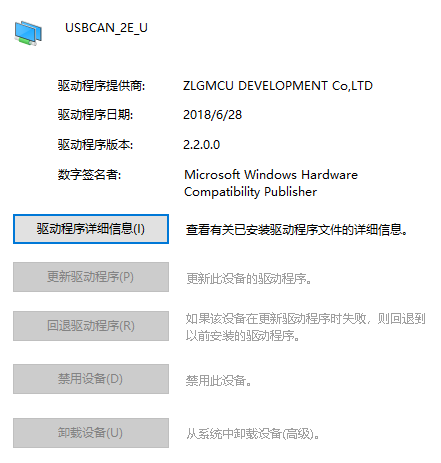 USBCAN_2E_U
驱动程序提供商: ZLGMCU DEVELOPMENT Co,LTD
驱动程序日期: 2018/6/28
驱动程序版本: 2.2.0.0
数字签名者: Microsoft Windows Hardware
Compatibility Publisher
驱动程序详细信息(I) 查看有关已安装驱动程序文件的详细信息。
更新驱动程序(P) 更新此设备的驱动程序。
回退驱动程序(R) 如果该设备在更新驱动程序时失败，则回退到
以前安装的驱动程序。
禁用设备(D) 禁用此设备。
卸载设备(U) 从系统中卸载设备(高级)。